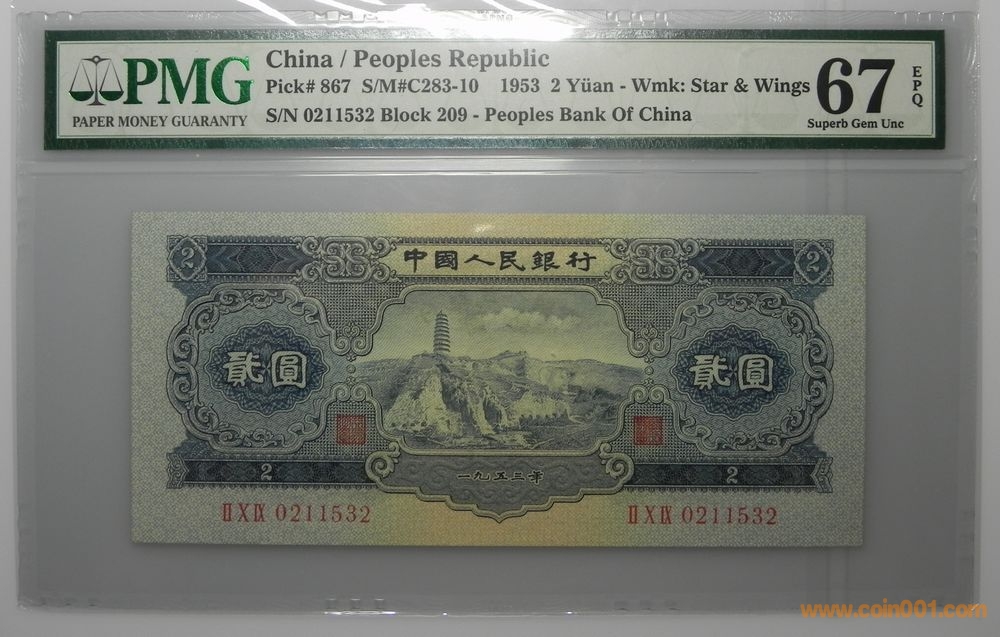 PMG
PAPER MONEY GUARANTY
China / Peoples Republic
Pick# 867 S/M#C283-10 1953 2 Yüan - Wmk: Star & Wings
S/N 0211532 Block 209 - Peoples Bank Of China
67
EPQ
Superb Gem Unc
2 中國人民銀行 2
貳圓 貳圓
2 一九五三年 2
II X IX 0211532 II X IX 0211532
www.coin001.com